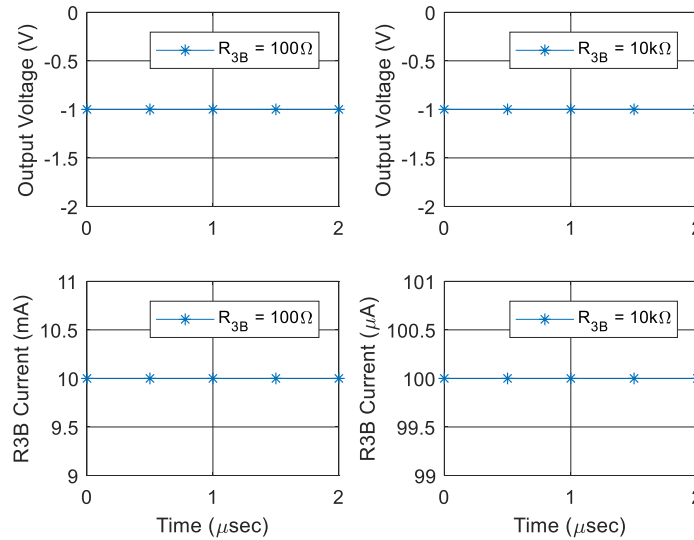 0
-0.5
-1
-1.5
-2
Output Voltage (V)
R3B = 100Ω
0 1 2
0
-0.5
-1
-1.5
-2
Output Voltage (V)
R3B = 10kΩ
0 1 2
11
10.5
10
9.5
9
R3B Current (mA)
R3B = 100Ω
0 1 2
Time (μsec)
101
100.5
100
99.5
99
R3B Current (μA)
R3B = 10kΩ
0 1 2
Time (μsec)